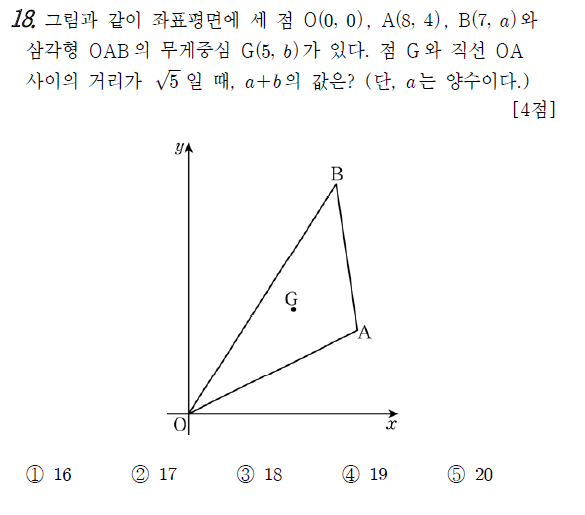 18. 그림과 같이 좌표평면에 세 점 O(0, 0), A(8, 4), B(7, a)와
삼각형 OAB의 무게중심 G(5, b)가 있다. 점 G와 직선 OA
사이의 거리가 √5 일 때, a+b의 값은? (단, a는 양수이다.)
[4점]
y
B
G
A
O
x
① 16 ② 17 ③ 18 ④ 19 ⑤ 20